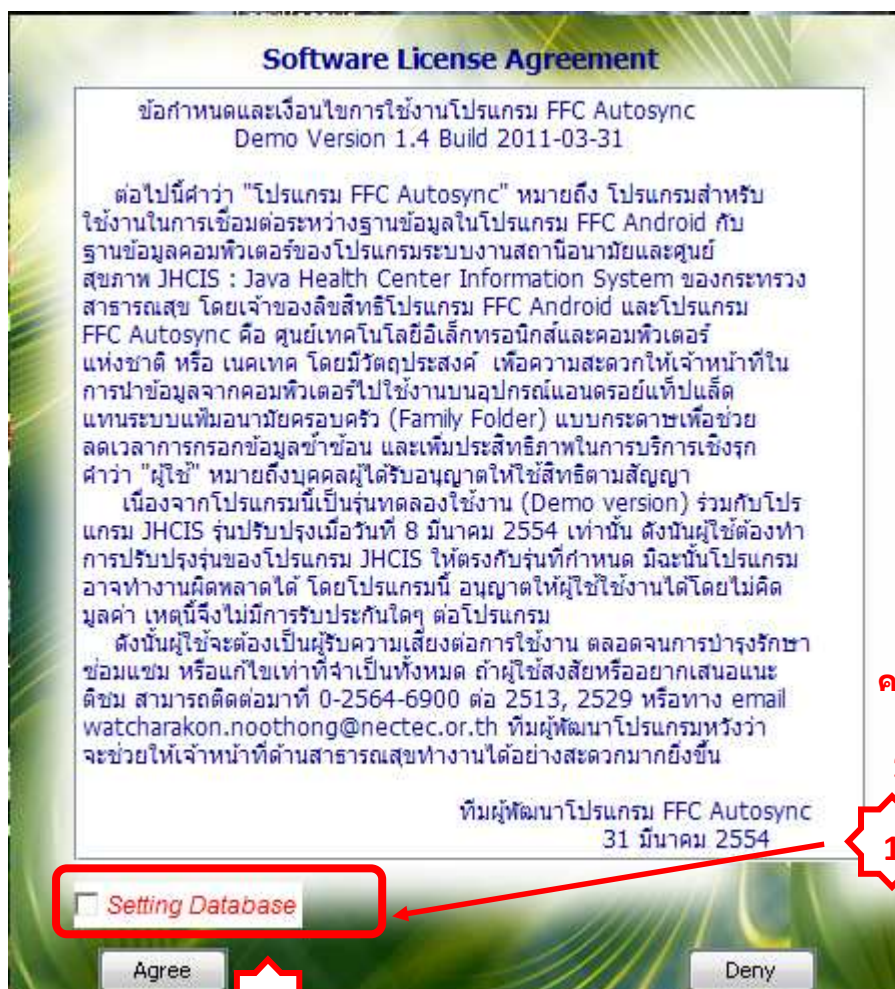 Software License Agreement
ข้อกำหนดและเงื่อนไขการใช้งานโปรแกรม FFC Autosync
Demo Version 1.4 Build 2011-03-31
ต่อไปนี้คำว่า "โปรแกรม FFC Autosync" หมายถึง โปรแกรมสำหรับ
ใช้งานในการเชื่อมต่อระหว่างฐานข้อมูลในโปรแกรม FFC Android กับ
ฐานข้อมูลคอมพิวเตอร์ของโปรแกรมระบบงานสถานีอนามัยและศูนย์
สุขภาพ JHCIS : Java Health Center Information System ของกระทรวง
สาธารณสุข โดยเจ้าของลิขสิทธิโปรแกรม FFC Android และโปรแกรม
FFC Autosync คือ ศูนย์เทคโนโลยีอิเล็กทรอนิกส์และคอมพิวเตอร์
แห่งชาติ หรือ เนคเทค โดยมีวัตถุประสงค์ เพื่อความสะดวกให้เจ้าหน้าที่ใน
การนำข้อมูลจากคอมพิวเตอร์ไปใช้งานบนอุปกรณ์แอนดรอย์แท็ปแล็ต
แทนระบบแฟ้มอนามัยครอบครัว (Family Folder) แบบกระดาษเพื่อช่วย
ลดเวลาการกรอกข้อมูลซ้ำซ้อน และเพิ่มประสิทธิภาพในการบริการเชิงรุก
คำว่า "ผู้ใช้" หมายถึงบุคคลผู้ได้รับอนุญาตให้ใช้สิทธิตามสัญญา
เนื่องจากโปรแกรมนี้เป็นรุ่นทดลองใช้งาน (Demo version) ร่วมกับโปร
แกรม JHCIS รุ่นปรับปรุงเมื่อวันที่ 8 มีนาคม 2554 เท่านั้น ดังนั้นผู้ใช้ต้องทำ
การปรับปรุงรุ่นของโปรแกรม JHCIS ให้ตรงกับรุ่นที่กำหนด มิฉะนั้นโปรแกรม
อาจทำงานผิดพลาดได้ โดยโปรแกรมนี้ อนุญาตให้ผู้ใช้ใช้งานได้โดยไม่คิด
มูลค่า เหตุนี้จึงไม่มีการรับประกันใดๆ ต่อโปรแกรม
ดังนั้นผู้ใช้จะต้องเป็นผู้รับความเสี่ยงต่อการใช้งาน ตลอดจนการบำรุงรักษา
ซ่อมแซม หรือแก้ไขเท่าที่จำเป็นทั้งหมด ถ้าผู้ใช้สงสัยหรืออยากเสนอแนะ
ติชม สามารถติดต่อมาที่ 0-2564-6900 ต่อ 2513, 2529 หรือทาง email
watcharakon.noothong@nectec.or.th ทีมผู้พัฒนาโปรแกรมหวังว่า
จะช่วยให้เจ้าหน้าที่ด้านสาธารณสุขทำงานได้อย่างสะดวกมากยิ่งขึ้น
ทีมผู้พัฒนาโปรแกรม FFC Autosync
31 มีนาคม 2554
1
Setting Database
Agree
Deny